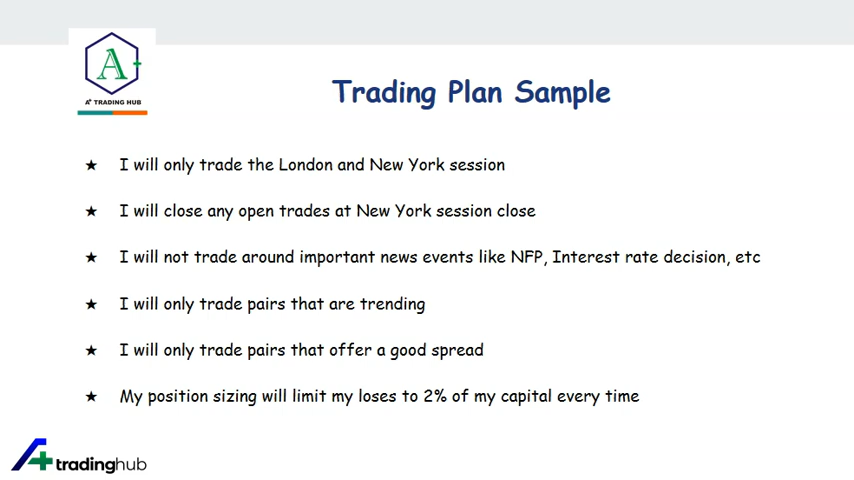 A+
A+ TRADING HUB
Trading Plan Sample
★ I will only trade the London and New York session
★ I will close any open trades at New York session close
★ I will not trade around important news events like NFP, Interest rate decision, etc
★ I will only trade pairs that are trending
★ I will only trade pairs that offer a good spread
★ My position sizing will limit my loses to 2% of my capital every time
A+ tradinghub